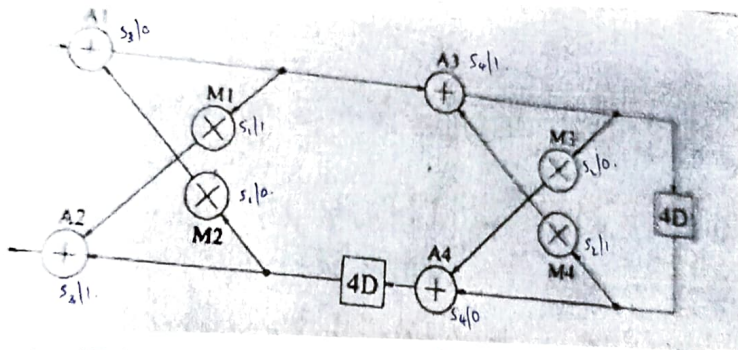 A1 S3|0
A3 S4|1.
M1
S1|1
M3
S2|0.
S1|0.
4D
A2
M2
S2|1
A4 M4
4D
S3|1.
S4|0